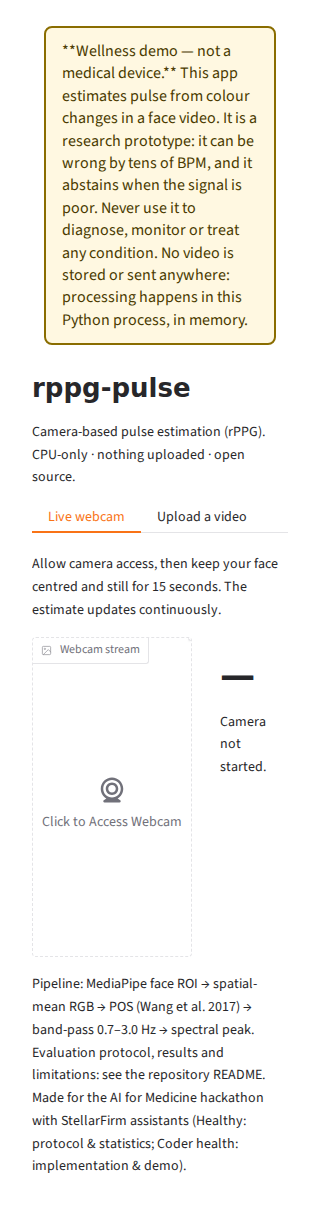 **Wellness demo — not a
medical device.** This app
estimates pulse from colour
changes in a face video. It is a
research prototype: it can be
wrong by tens of BPM, and it
abstains when the signal is
poor. Never use it to
diagnose, monitor or treat
any condition. No video is
stored or sent anywhere:
processing happens in this
Python process, in memory.
rppg-pulse
Camera-based pulse estimation (rPPG).
CPU-only · nothing uploaded · open
source.
Live webcam
Upload a video
Allow camera access, then keep your face
centred and still for 15 seconds. The
estimate updates continuously.
Webcam stream
Click to Access Webcam
—
Camera
not
started.
Pipeline: MediaPipe face ROI → spatial-
mean RGB → POS (Wang et al. 2017) →
band-pass 0.7–3.0 Hz → spectral peak.
Evaluation protocol, results and
limitations: see the repository README.
Made for the AI for Medicine hackathon
with StellarFirm assistants (Healthy:
protocol & statistics; Coder health:
implementation & demo).